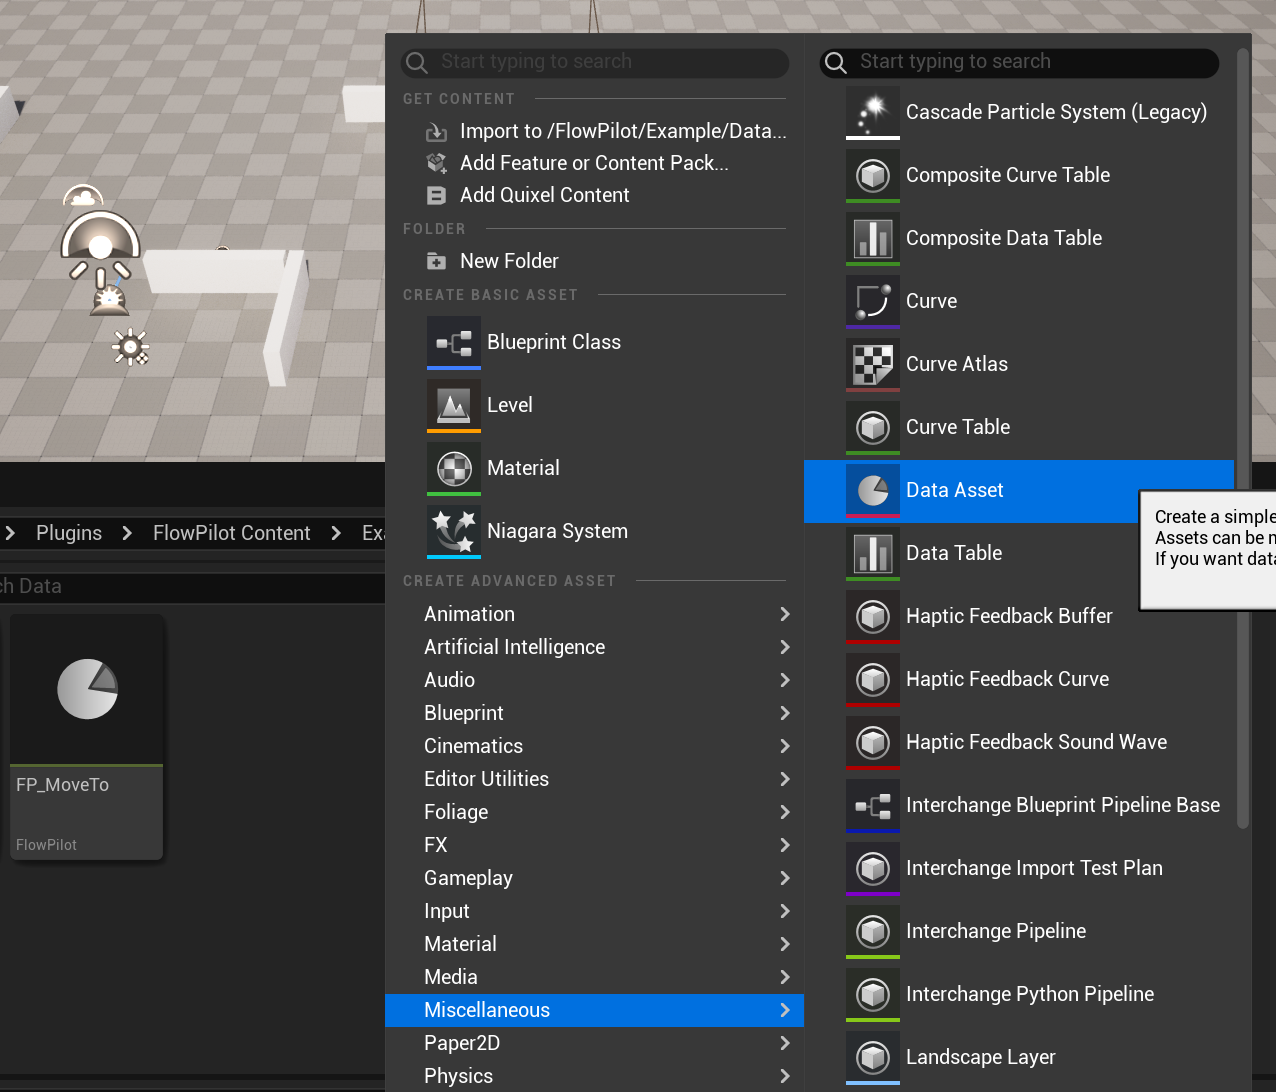 Start typing to search
GET CONTENT
Import to /FlowPilot/Example/Data...
Add Feature or Content Pack...
Add Quixel Content
FOLDER
New Folder
CREATE BASIC ASSET
Blueprint Class
Level
Material
Niagara System
CREATE ADVANCED ASSET
Animation
Artificial Intelligence
Audio
Blueprint
Cinematics
Editor Utilities
Foliage
FX
Gameplay
Input
Material
Media
Miscellaneous
Paper2D
Physics
Start typing to search
Cascade Particle System (Legacy)
Composite Curve Table
Composite Data Table
Curve
Curve Atlas
Curve Table
Data Asset
Data Table
Haptic Feedback Buffer
Haptic Feedback Curve
Haptic Feedback Sound Wave
Interchange Blueprint Pipeline Base
Interchange Import Test Plan
Interchange Pipeline
Interchange Python Pipeline
Landscape Layer
Create a simple
Assets can be
If you want data
Plugins
FlowPilot Content
Data
FP_MoveTo
FlowPilot